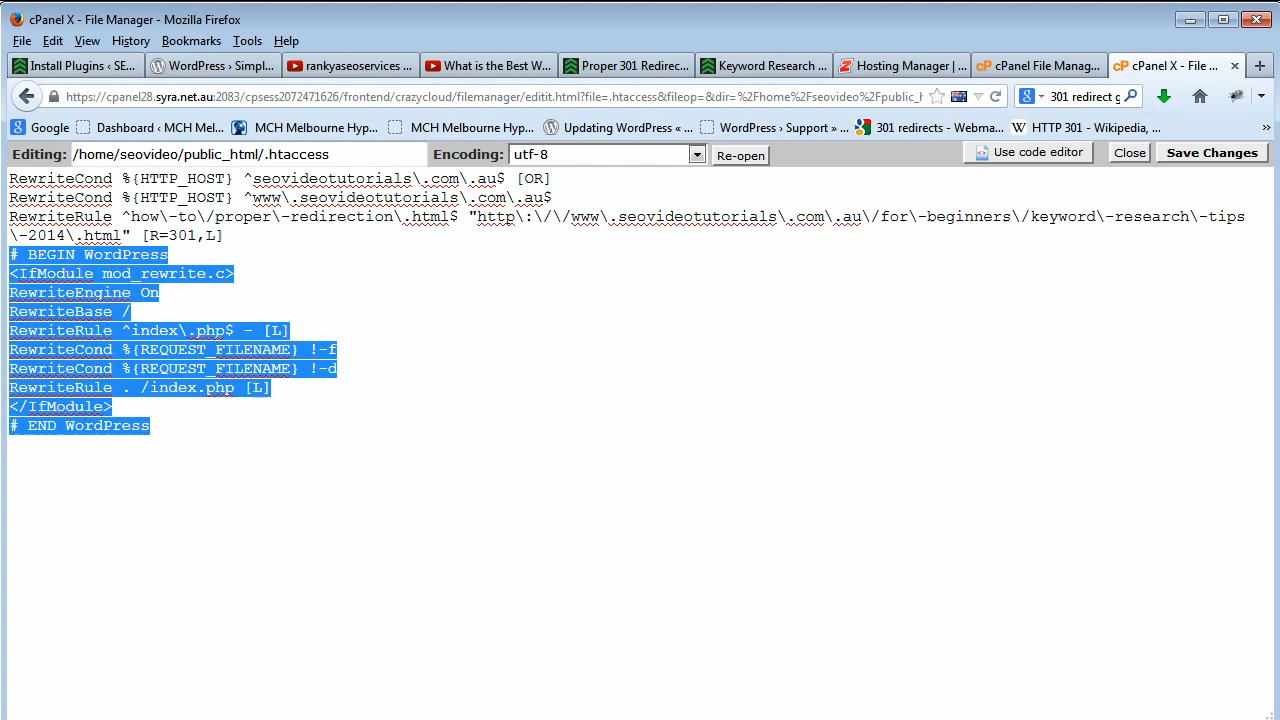 cPanel X - File Manager - Mozilla Firefox
File Edit View History Bookmarks Tools Help
Install Plugins ‹ SE... WordPress › Simpl... rankyaseoservices ... What is the Best W... Proper 301 Redirec... Keyword Research ... Hosting Manager | ... cPanel File Manag... cPanel X - File ...
https://cpanel28.syra.net.au:2083/cpsess2072471626/frontend/crazycloud/filemanager/editit.html?file=.htaccess&fileop=&dir=%2Fhome%2Fseovideo%2Fpublic_h 301 redirect g
Google Dashboard ‹ MCH Mel... MCH Melbourne Hyp... MCH Melbourne Hyp... Updating WordPress «... WordPress › Support » ... 301 redirects - Webma... HTTP 301 - Wikipedia, ... »
Editing: /home/seovideo/public_html/.htaccess Encoding: utf-8 Re-open Use code editor Close Save Changes
RewriteCond %{HTTP_HOST} ^seovideotutorials\.com\.au$ [OR]
RewriteCond %{HTTP_HOST} ^www\.seovideotutorials\.com\.au$
RewriteRule ^how\-to\/proper\-redirection\.html$ "http\:\/\/www\.seovideotutorials\.com\.au\/for\-beginners\/keyword\-research\-tips
\-2014\.html" [R=301,L]
# BEGIN WordPress
<IfModule mod_rewrite.c>
RewriteEngine On
RewriteBase /
RewriteRule ^index\.php$ - [L]
RewriteCond %{REQUEST_FILENAME} !-f
RewriteCond %{REQUEST_FILENAME} !-d
RewriteRule . /index.php [L]
</IfModule>
# END WordPress